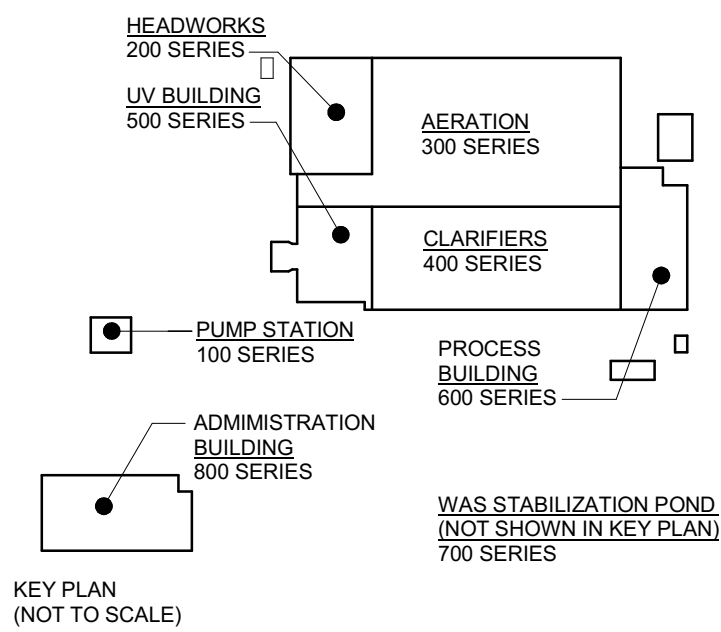 HEADWORKS
200 SERIES
UV BUILDING
500 SERIES
AERATION
300 SERIES
CLARIFIERS
400 SERIES
PUMP STATION
100 SERIES
PROCESS
BUILDING
600 SERIES
ADMIMISTRATION
BUILDING
800 SERIES
WAS STABILIZATION POND
(NOT SHOWN IN KEY PLAN)
700 SERIES
KEY PLAN
(NOT TO SCALE)